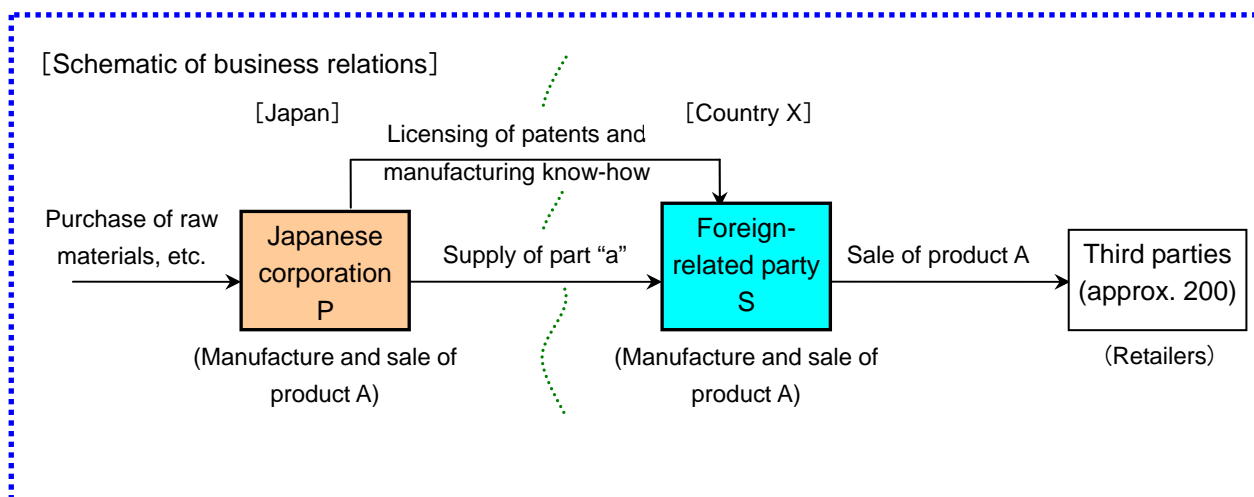 ［Schematic of business relations］
［Japan］
［Country X］
Licensing of patents and
manufacturing know-how
Purchase of raw
materials, etc.
Japanese
corporation
P
Supply of part “a”
Foreign-
related party
S
Sale of product A
Third parties
(approx. 200)
(Manufacture and sale of
product A)
(Manufacture and sale of
product A)
（Retailers）